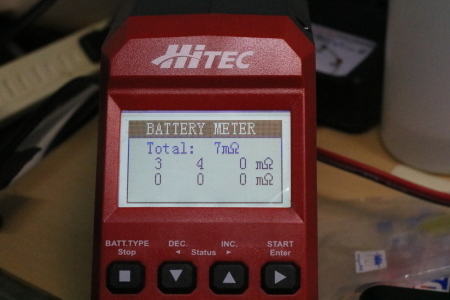 HiTEC
BATTERY METER
Total: 7mΩ
3 4 0 mΩ
0 0 0 mΩ
BATT.TYPE DEC. INC. START
Stop ◄ Status ► Enter